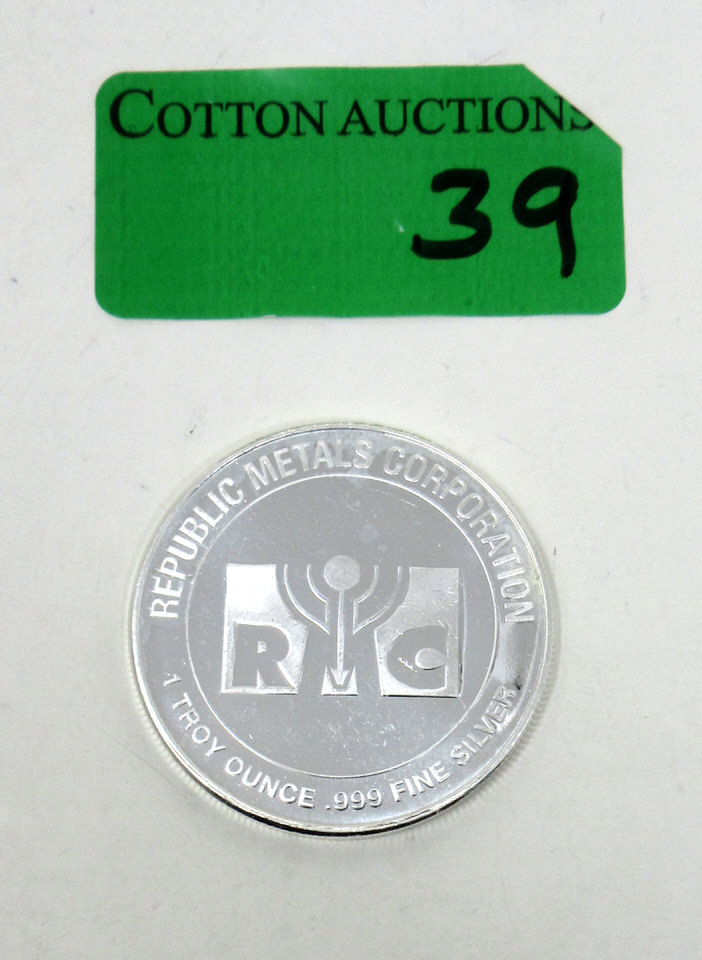 COTTON AUCTIONS
39
REPUBLIC METALS CORPORATION
RMC
1 TROY OUNCE .999 FINE SILVER